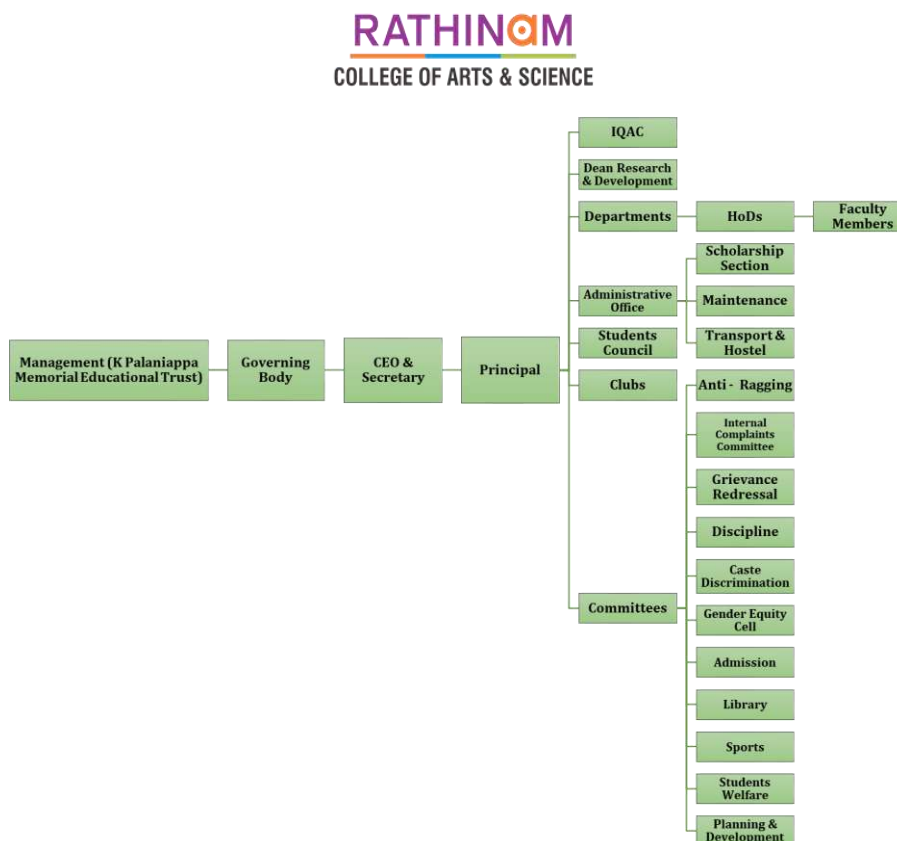 RATHINaM
COLLEGE OF ARTS & SCIENCE
Management (K Palaniappa
Memorial Educational Trust)
Governing
Body
CEO &
Secretary
Principal
IQAC
Dean Research
& Development
Departments
HoDs
Faculty
Members
Administrative
Office
Scholarship
Section
Maintenance
Transport &
Hostel
Students
Council
Clubs
Committees
Anti - Ragging
Internal
Complaints
Committee
Grievance
Redressal
Discipline
Caste
Discrimination
Gender Equity
Cell
Admission
Library
Sports
Students
Welfare
Planning &
Development